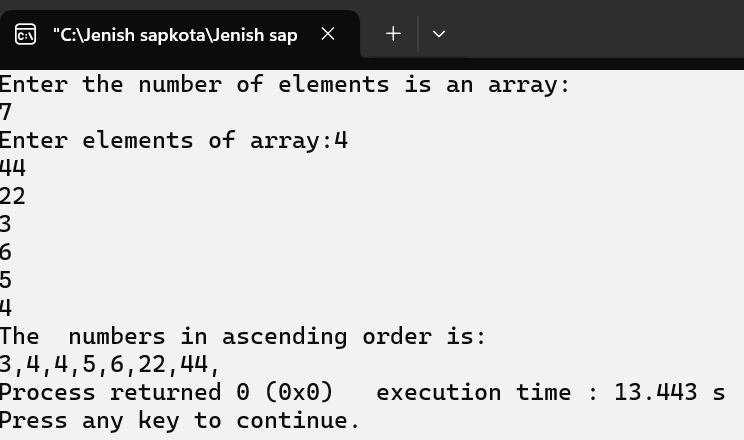 "C:\Jenish sapkota\Jenish sap
Enter the number of elements is an array:
7
Enter elements of array:4
44
22
3
6
5
4
The  numbers in ascending order is:
3,4,4,5,6,22,44,
Process returned 0 (0x0)   execution time : 13.443 s
Press any key to continue.